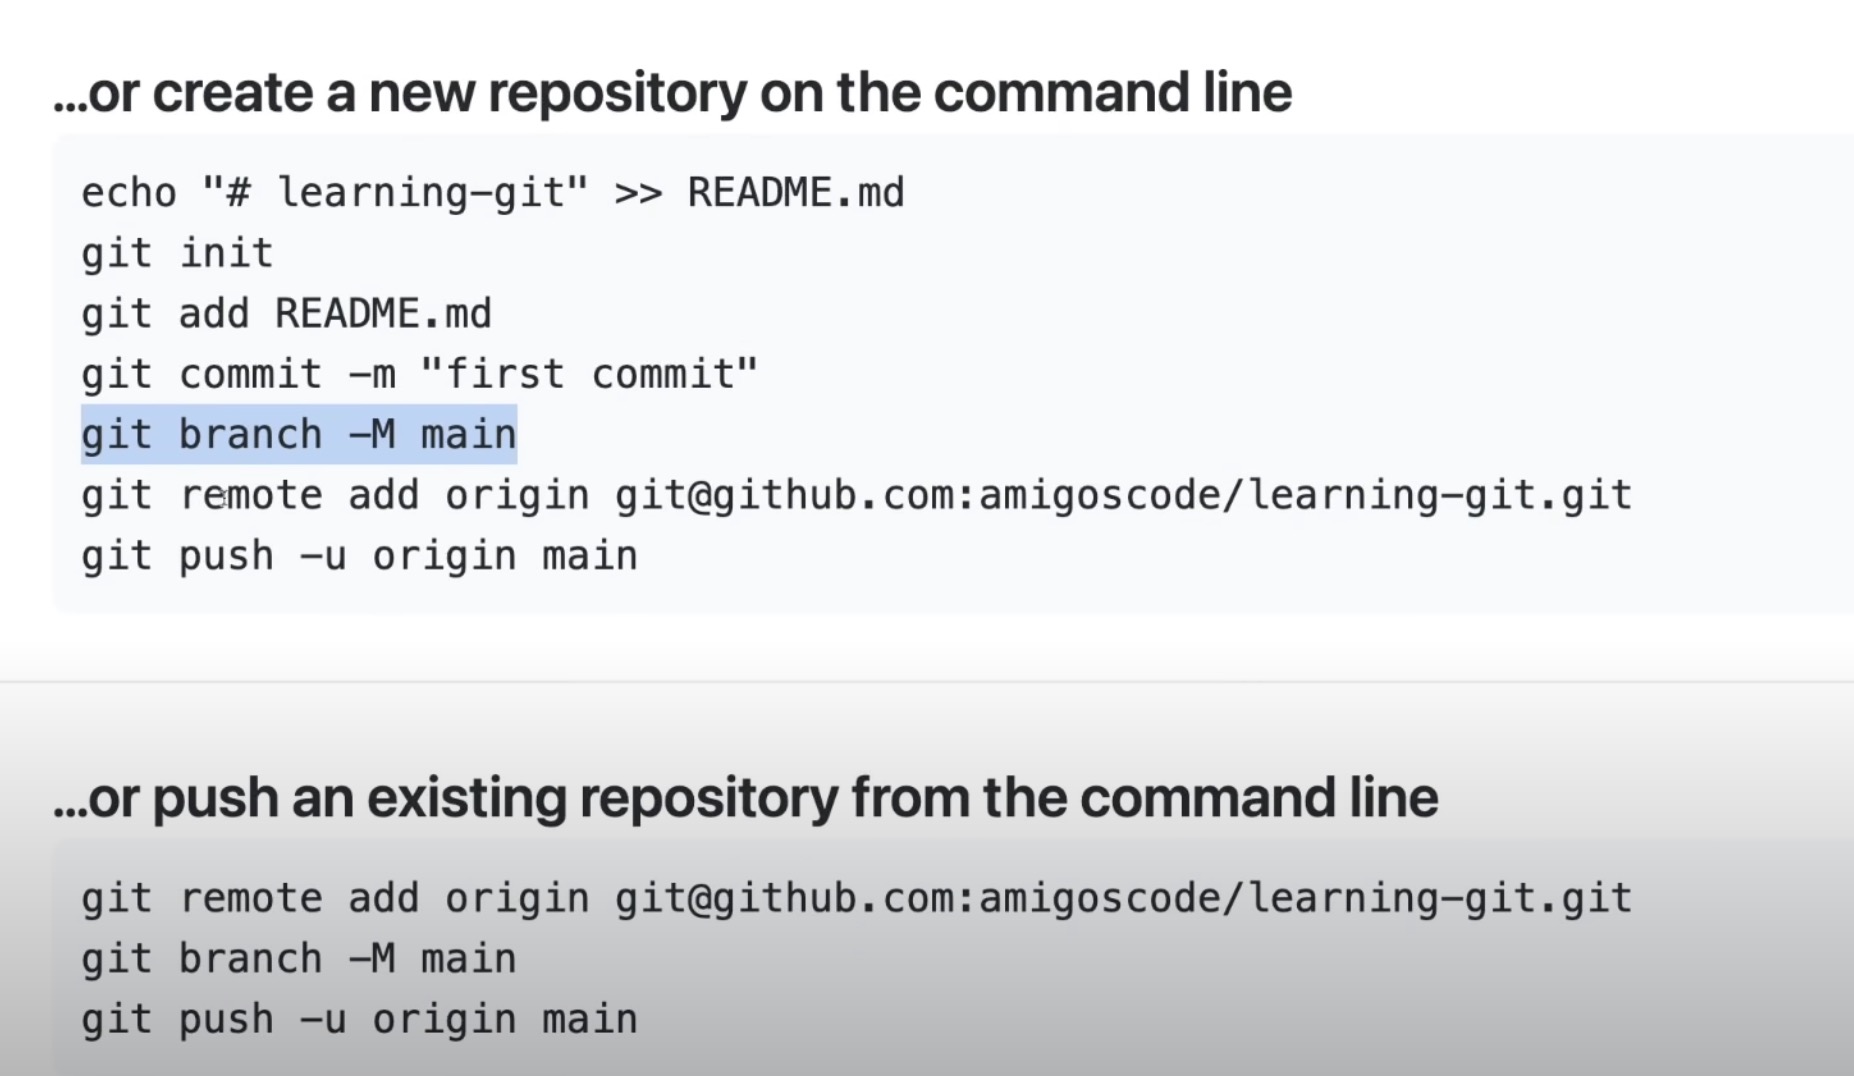 ...or create a new repository on the command line
echo "# learning-git" >> README.md
git init
git add README.md
git commit -m "first commit"
git branch -M main
git remote add origin git@github.com:amigoscode/learning-git.git
git push -u origin main
...or push an existing repository from the command line
git remote add origin git@github.com:amigoscode/learning-git.git
git branch -M main
git push -u origin main